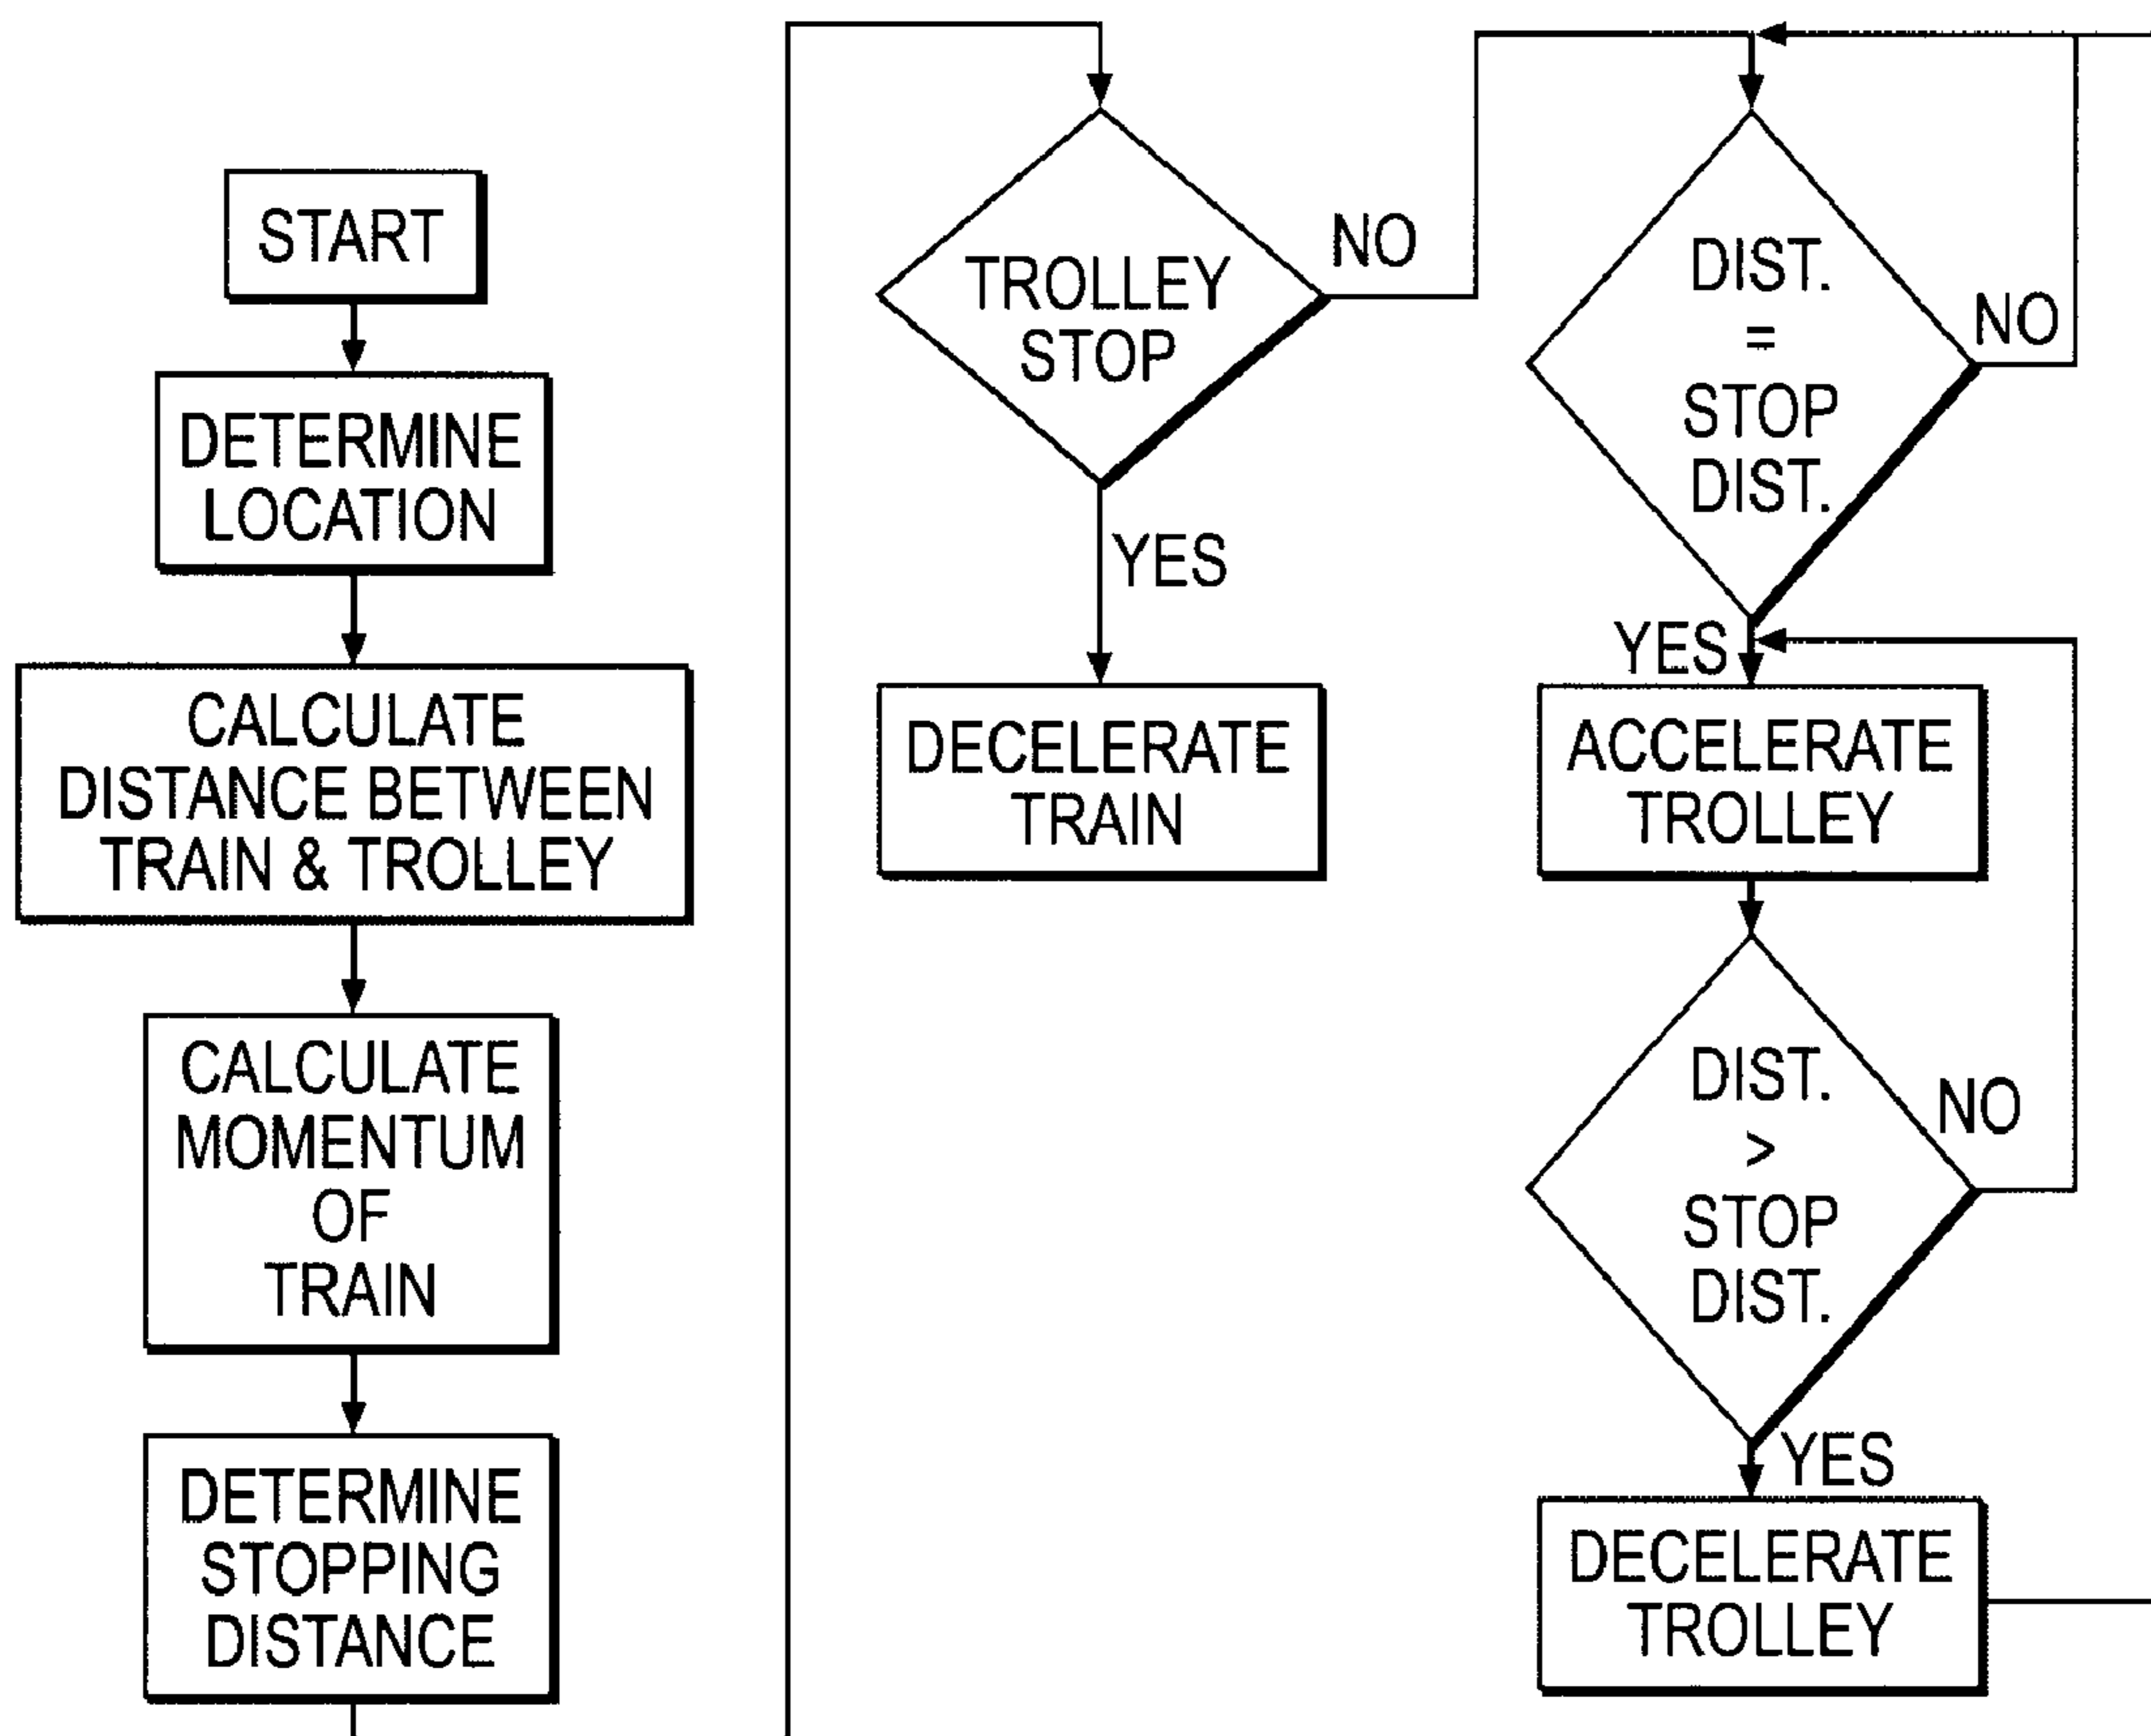 START
DETERMINE
LOCATION
CALCULATE
DISTANCE BETWEEN
TRAIN & TROLLEY
CALCULATE
MOMENTUM
OF
TRAIN
DETERMINE
STOPPING
DISTANCE
TROLLEY
STOP
NO
YES
DECELERATE
TRAIN
DIST.
=
STOP
DIST.
NO
YES
ACCELERATE
TROLLEY
DIST.
>
STOP
DIST.
NO
YES
DECELERATE
TROLLEY